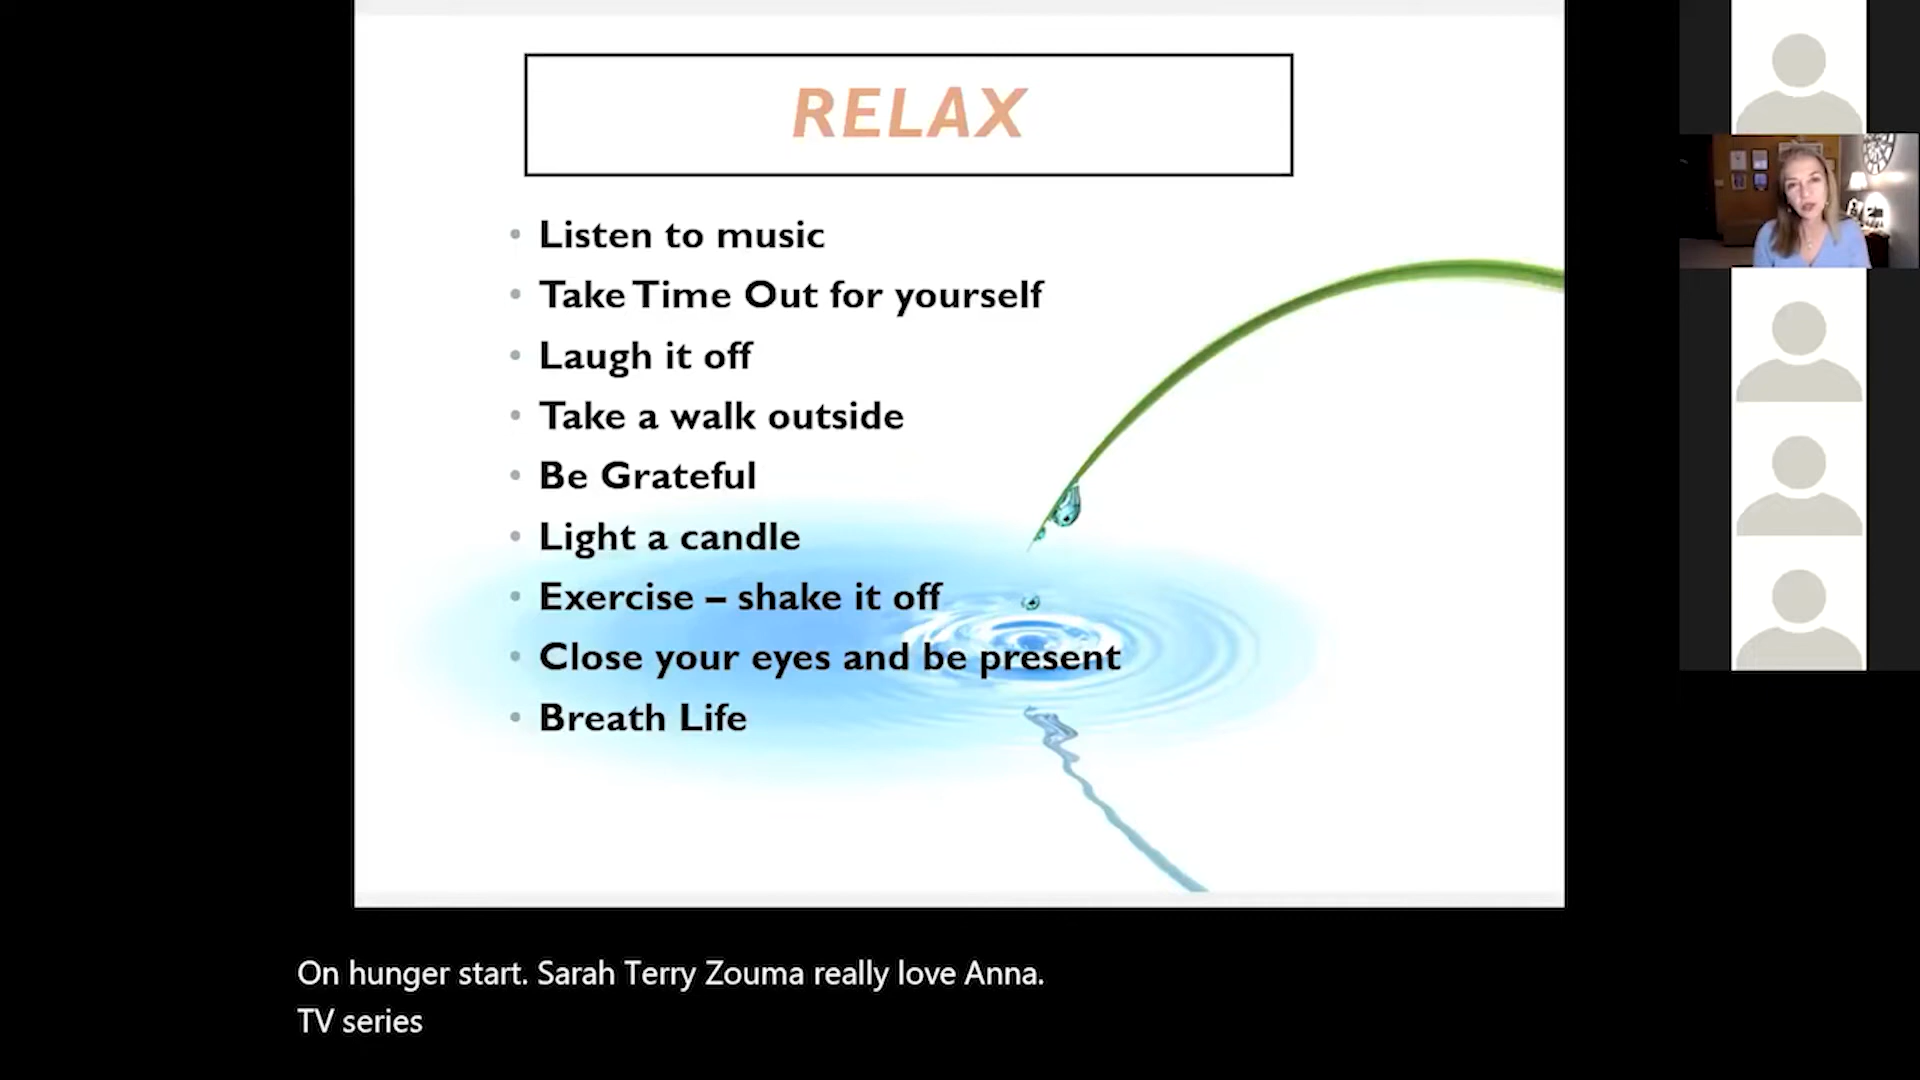 RELAX
Listen to music
Take Time Out for yourself
Laugh it off
Take a walk outside
Be Grateful
Light a candle
Exercise – shake it off
Close your eyes and be present
Breath Life
On hunger start. Sarah Terry Zouma really love Anna.
TV series